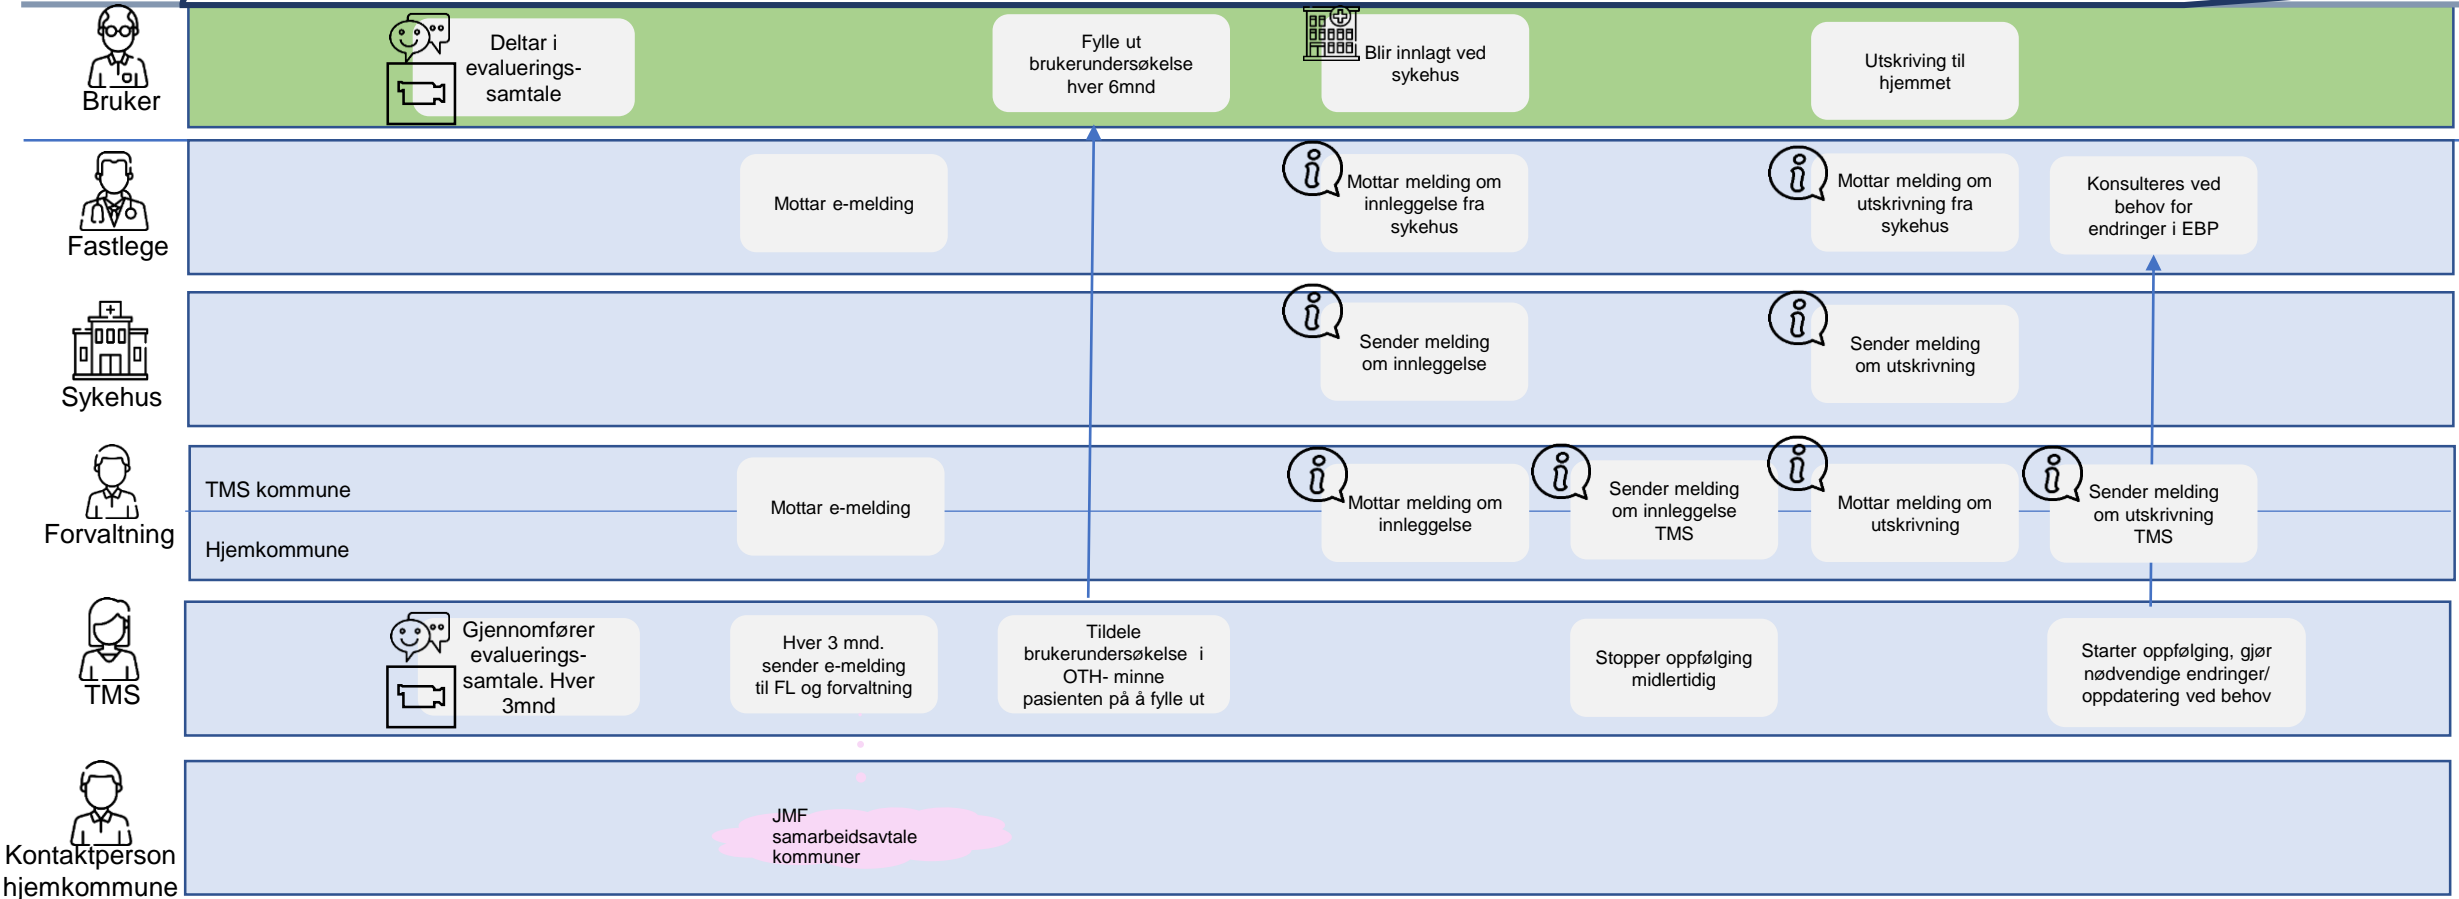 Bruker
Deltar i
evaluerings-
samtale
Fylle ut
brukerundersøkelse
hver 6mnd
Blir innlagt ved
sykehus
Utskriving til
hjemmet
Fastlege
Mottar e-melding
Mottar melding om
innleggelse fra
sykehus
Mottar melding om
utskrivning fra
sykehus
Konsulteres ved
behov for
endringer i EBP
Sykehus
Sender melding
om innleggelse
Sender melding
om utskrivning
Forvaltning
TMS kommune
Hjemkommune
Mottar e-melding
Mottar melding om
innleggelse
Sender melding
om innleggelse
TMS
Mottar melding om
utskrivning
Sender melding
om utskrivning
TMS
TMS
Gjennomfører
evaluerings-
samtale. Hver
3mnd
Hver 3 mnd.
sender e-melding
til FL og forvaltning
Tildele
brukerundersøkelse i
OTH- minne
pasienten på å fylle ut
Stopper oppfølging
midlertidig
Starter oppfølging, gjør
nødvendige endringer/
oppdatering ved behov
Kontaktperson
hjemkommune
JMF
samarbeidsavtale
kommuner